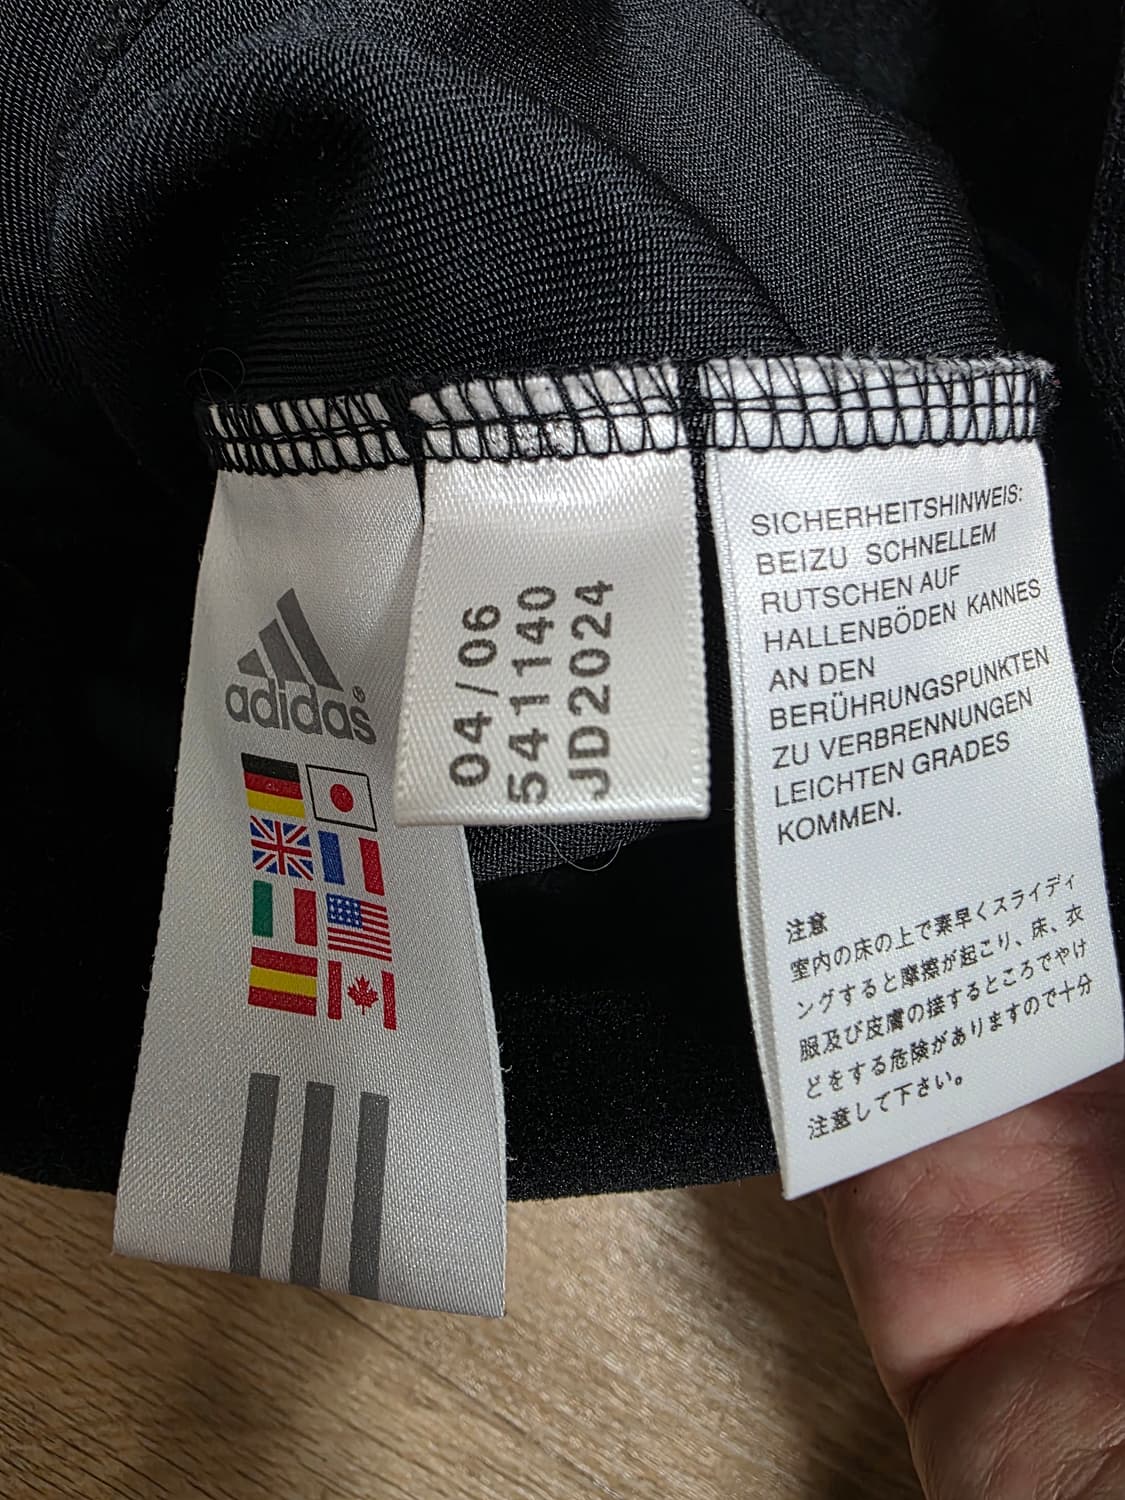 adidas®
04/06
541140
JD2024
SICHERHEITSHINWEIS:
BEIZU SCHNELLEM
RUTSCHEN AUF
HALLENBÖDEN KANNES
AN DEN
BERÜHRUNGSPUNKTEN
ZU VERBRENNUNGEN
LEICHTEN GRADES
KOMMEN.
注意
室内の床の上で素早くスライディ
ングすると摩擦が起こり、床、衣
服及び皮膚の接するところでやけ
どをする危険がありますので十分
注意して下さい。